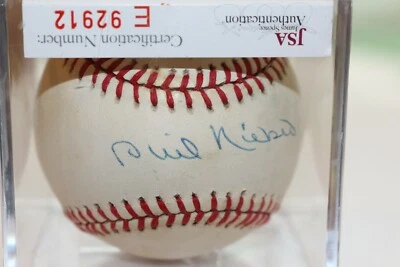 Certification Number:
E 92912
JSA
James Spence
Authentication
Phil Niekro